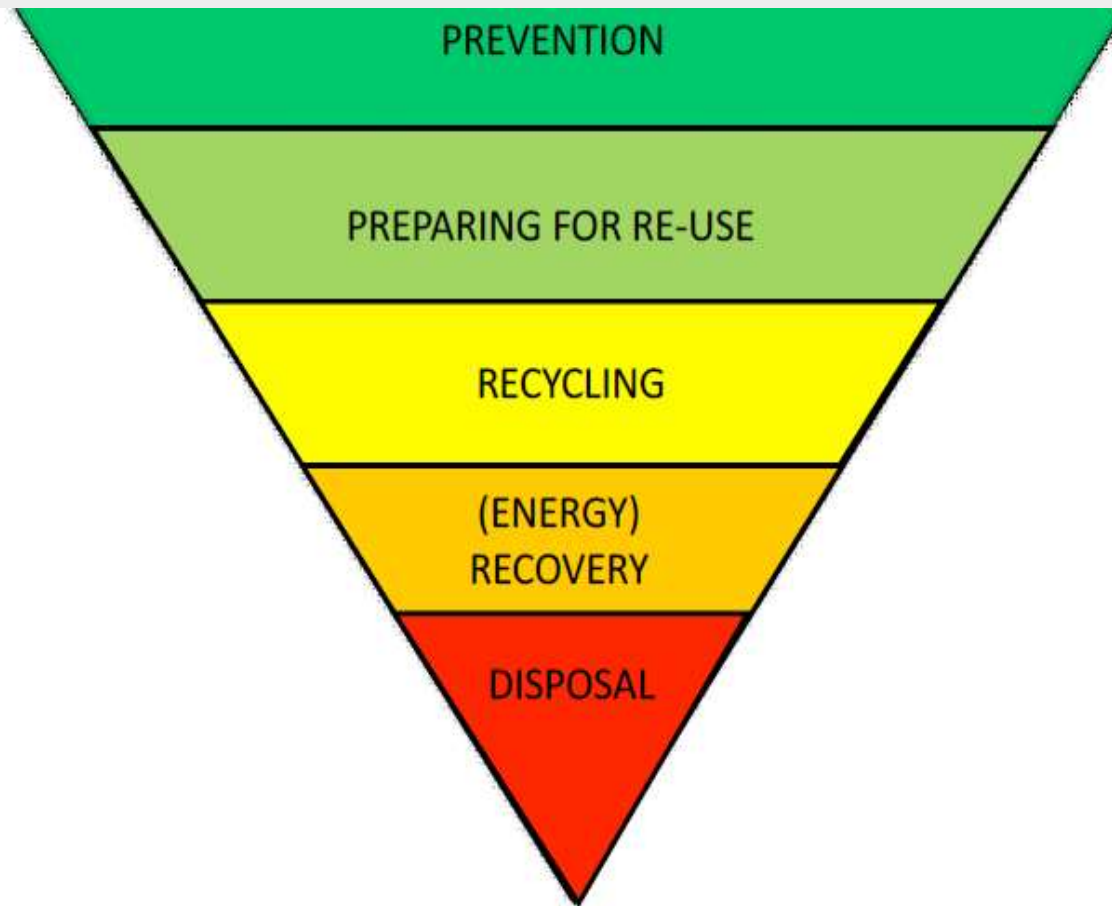 PREVENTION
PREPARING FOR RE-USE
RECYCLING
(ENERGY)
RECOVERY
DISPOSAL